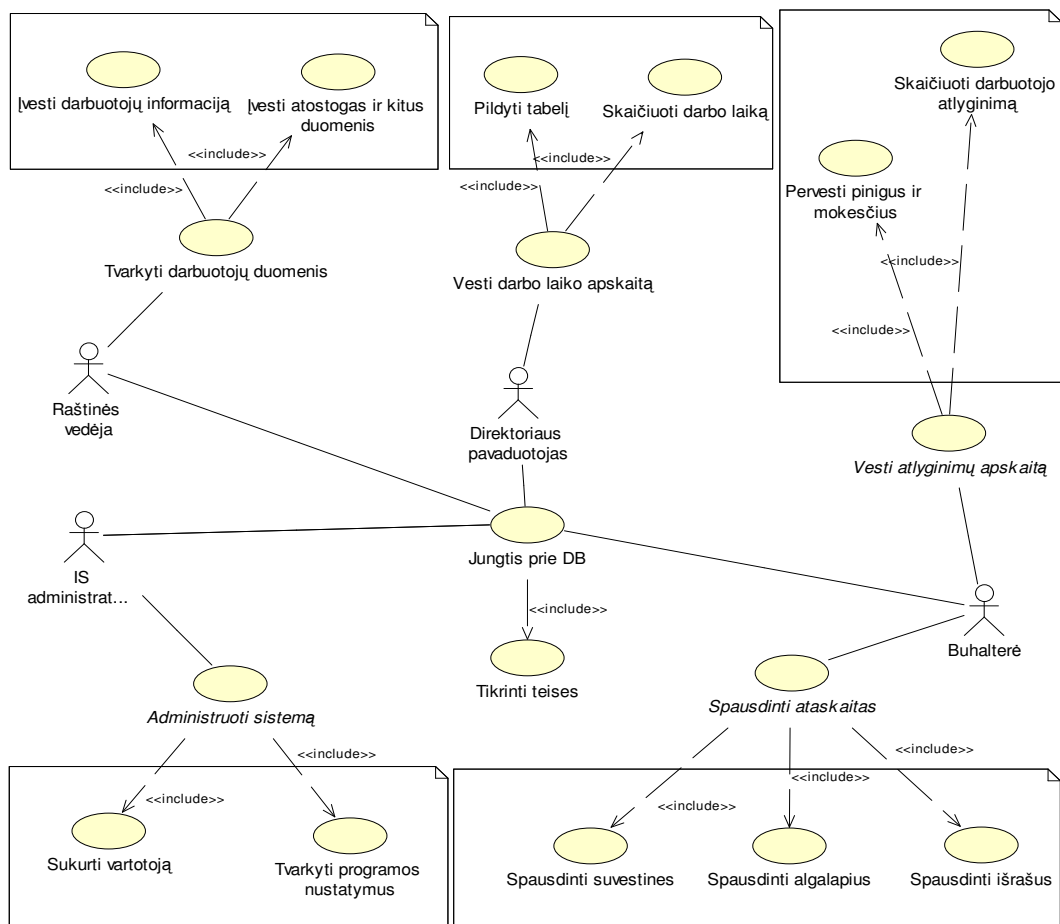 Įvesti darbuotojų informaciją
Įvesti atostogas ir kitus
duomenis
<<include>>
<<include>>
Tvarkyti darbuotojų duomenis
Pildyti tabelį
Skaičiuoti darbo laiką
<<include>>
<<include>>
Vesti darbo laiko apskaitą
Skaičiuoti darbuotojo
atlyginimą
Pervesti pinigus ir
mokesčius
<<include>>
<<include>>
Vesti atlyginimų apskaitą
Raštinės
vedėja
Direktoriaus
pavaduotojas
IS
administrat...
Jungtis prie DB
<<include>>
Tikrinti teises
Buhalterė
Administruoti sistemą
<<include>>
<<include>>
Sukurti vartotoją
Tvarkyti programos
nustatymus
Spausdinti ataskaitas
<<include>>
<<include>>
<<include>>
Spausdinti suvestines
Spausdinti algalapius
Spausdinti išrašus